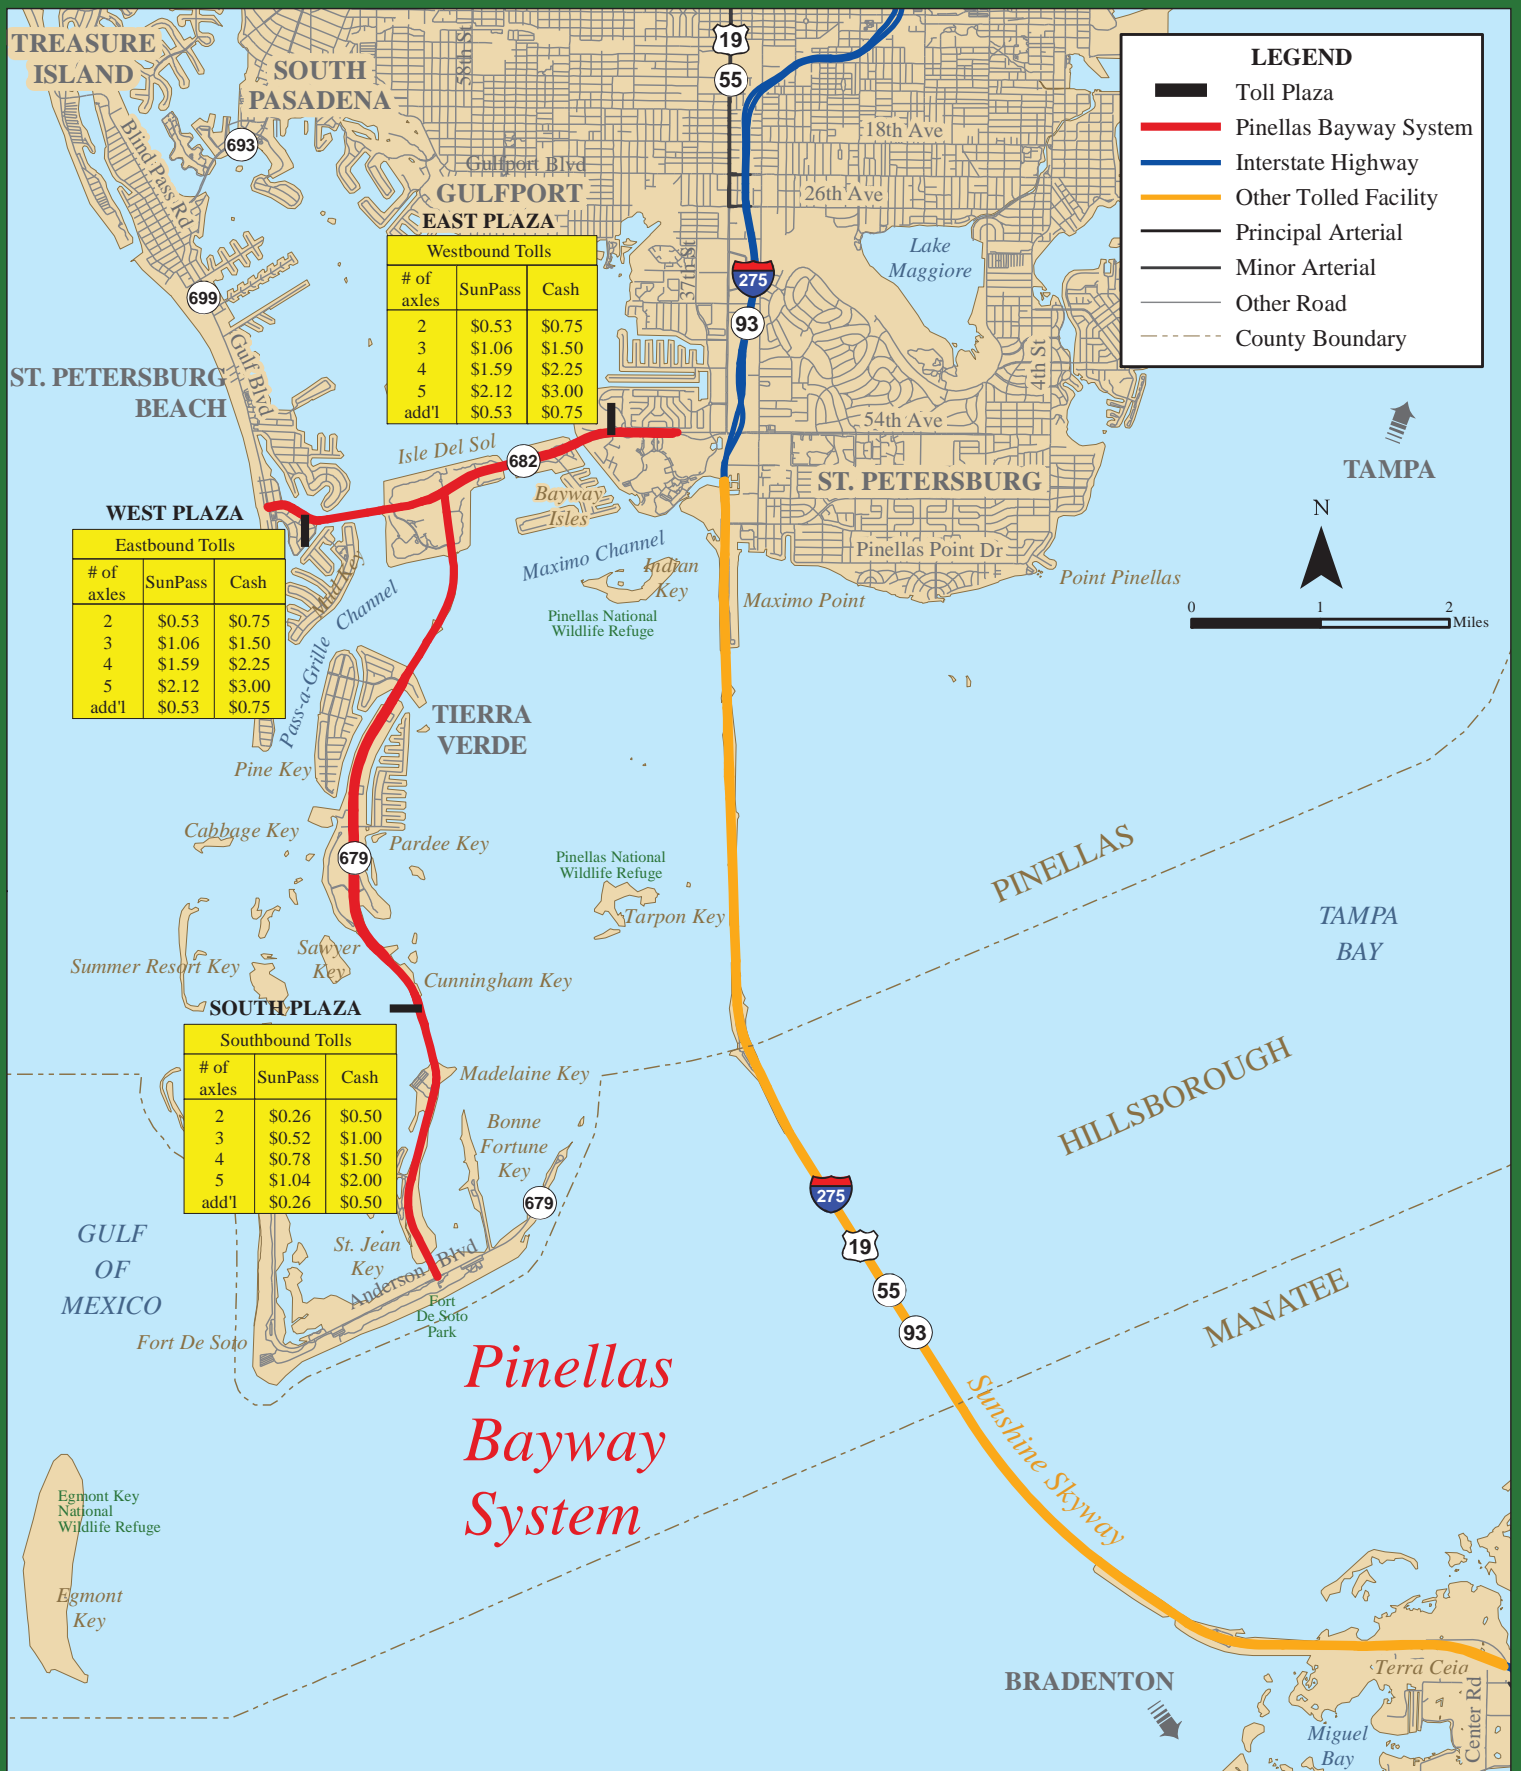 TREASURE
ISLAND
SOUTH
PASADENA
58th St
19
55
693
Blind Pass Rd
18th Ave
Gulfport Blvd
GULFPORT
26th Ave
LEGEND
Toll Plaza
Pinellas Bayway System
Interstate Highway
Other Tolled Facility
Principal Arterial
Minor Arterial
Other Road
County Boundary
EAST PLAZA
Westbound Tolls
# of axles SunPass Cash
2 $0.53 $0.75
3 $1.06 $1.50
4 $1.59 $2.25
5 $2.12 $3.00
add'l $0.53 $0.75
37th St
275
93
Lake
Maggiore
4th St
699
Gulf Blvd
ST. PETERSBURG
BEACH
54th Ave
Isle Del Sol
682
Bayway
Isles
ST. PETERSBURG
TAMPA
N
0 1 2
Miles
WEST PLAZA
Eastbound Tolls
# of axles SunPass Cash
2 $0.53 $0.75
3 $1.06 $1.50
4 $1.59 $2.25
5 $2.12 $3.00
add'l $0.53 $0.75
Mud Key
Pass-a-Grille Channel
Maximo Channel
Indian
Key
Pinellas National
Wildlife Refuge
Maximo Point
Pinellas Point Dr
Point Pinellas
TIERRA
VERDE
Pine Key
Cabbage Key
Pardee Key
679
Pinellas National
Wildlife Refuge
Tarpon Key
PINELLAS
TAMPA
BAY
Sawyer
Key
Summer Resort Key
Cunningham Key
SOUTH PLAZA
Southbound Tolls
# of axles SunPass Cash
2 $0.26 $0.50
3 $0.52 $1.00
4 $0.78 $1.50
5 $1.04 $2.00
add'l $0.26 $0.50
Madelaine Key
Bonne
Fortune
Key
679
HILLSBOROUGH
275
19
55
93
MANATEE
GULF
OF
MEXICO
St. Jean
Key
Anderson Blvd
Fort
De Soto
Park
Fort De Soto
Pinellas
Bayway
System
Sunshine Skyway
Egmont Key
National
Wildlife Refuge
Egmont
Key
BRADENTON
Terra Ceia
Center Rd
Miguel
Bay